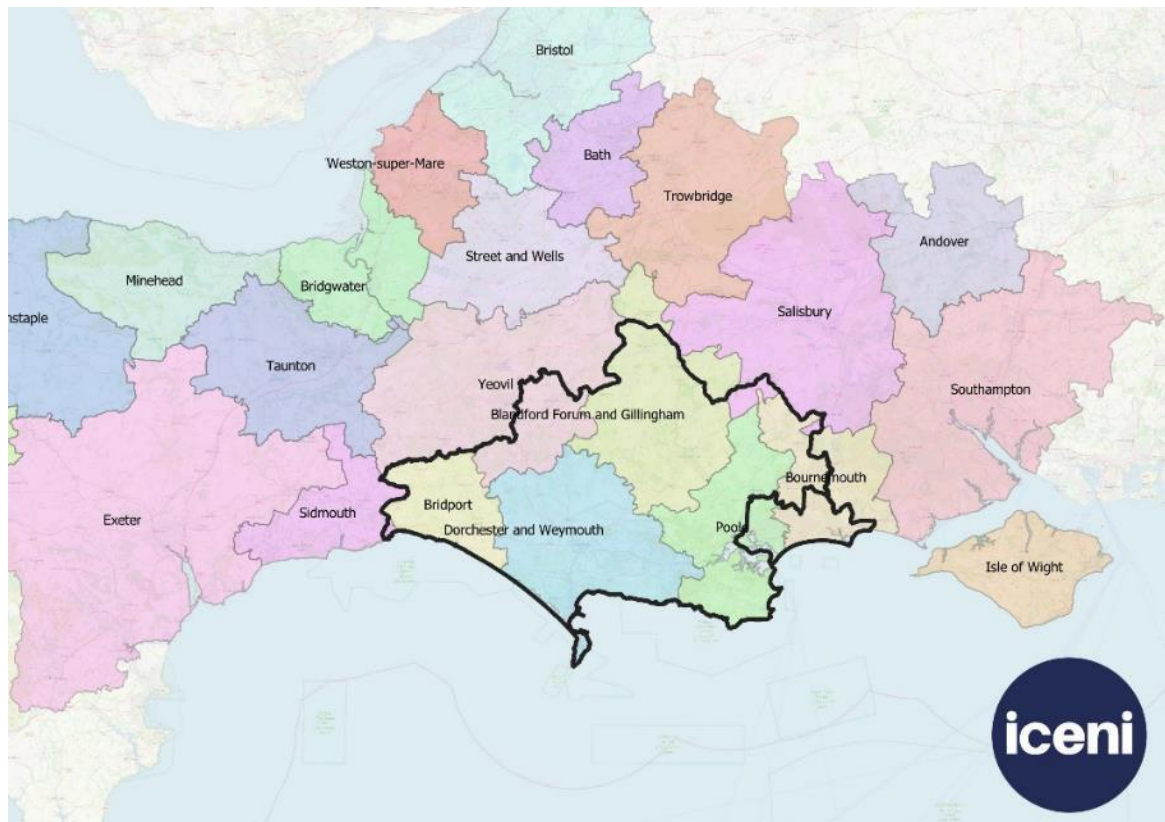 Bristol
Bath
Weston-super-Mare
Trowbridge
Andover
Street and Wells
Minehead
Bridgwater
Salisbury
nstaple
Taunton
Yeovil
Southampton
Blandford Forum and Gillingham
Bournemouth
Bridport
Sidmouth
Exeter
Dorchester and Weymouth
Poole
Isle of Wight
iceni